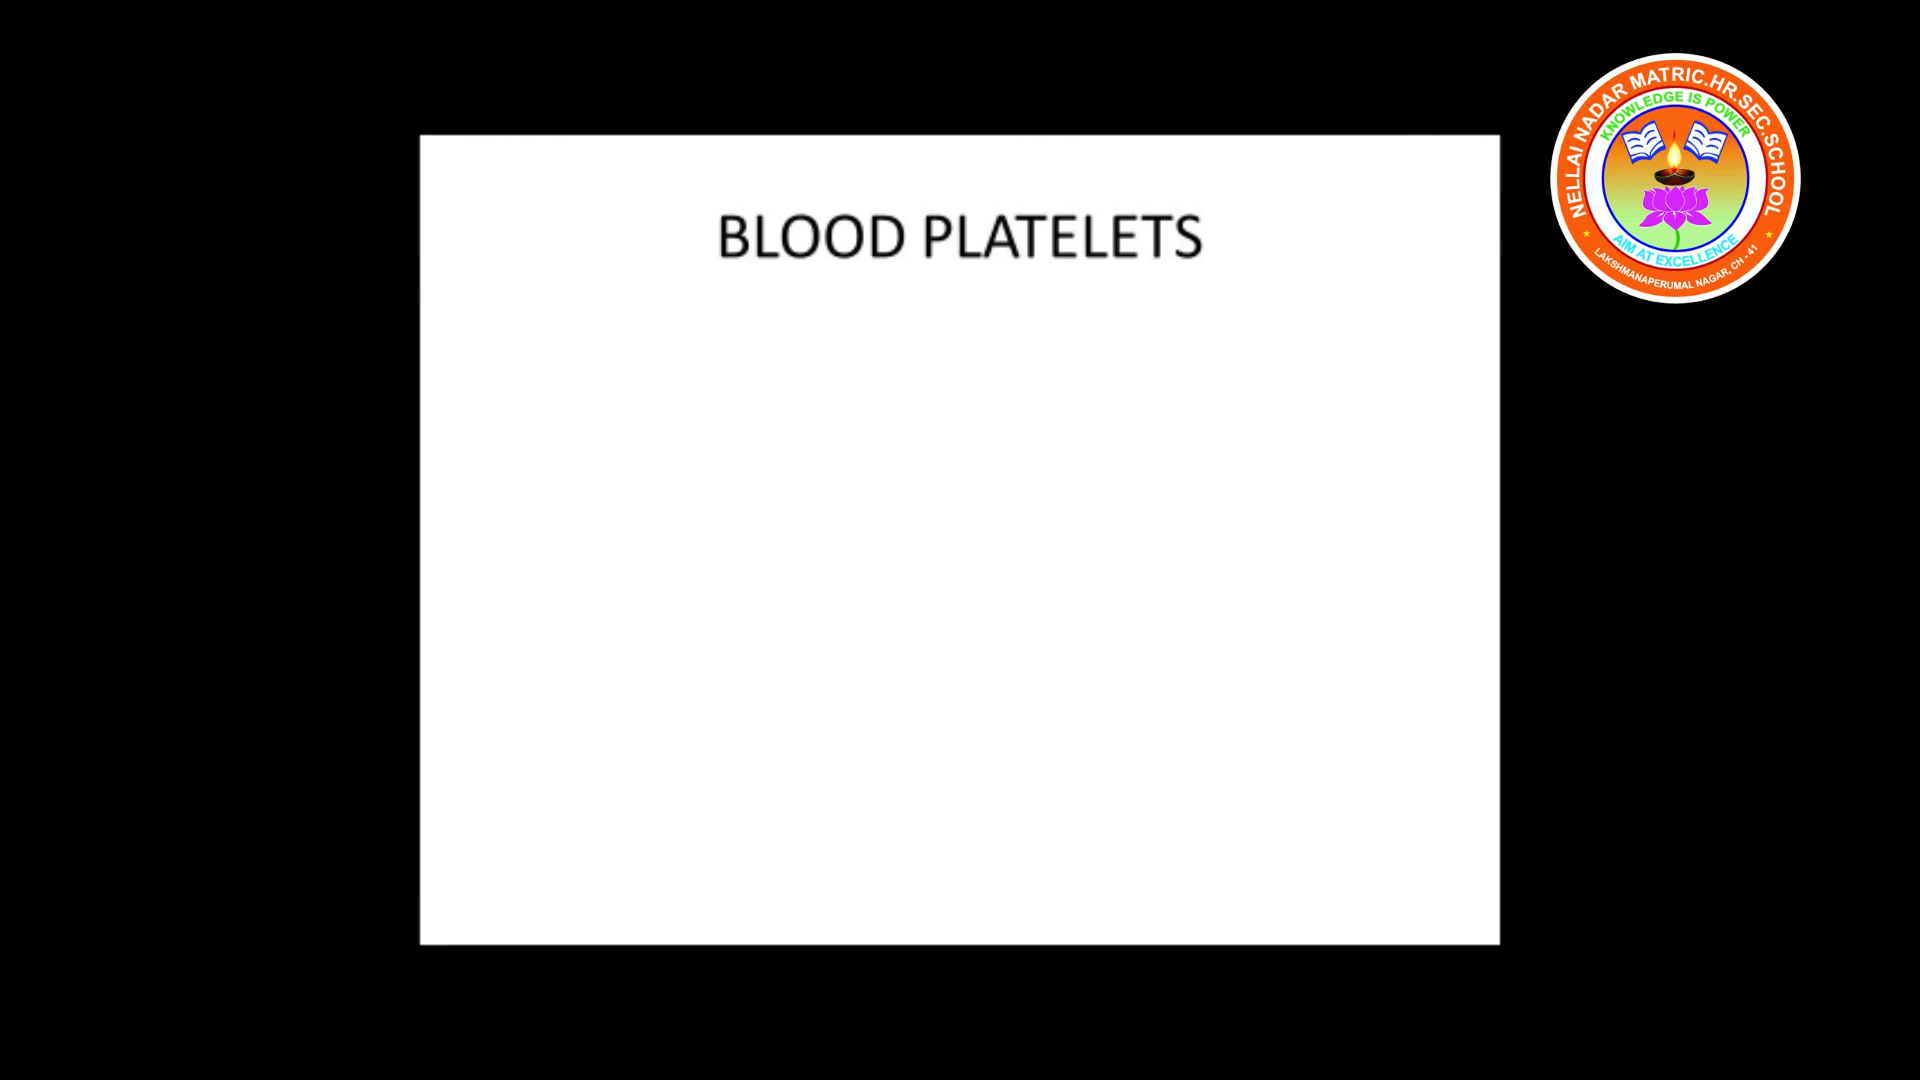 BLOOD PLATELETS
NELLAI NADAR MATRIC.HR.SEC.SCHOOL
KNOWLEDGE IS POWER
AIM AT EXCELLENCE
LAKSHMANAPERUMAL NAGAR, CH - 41